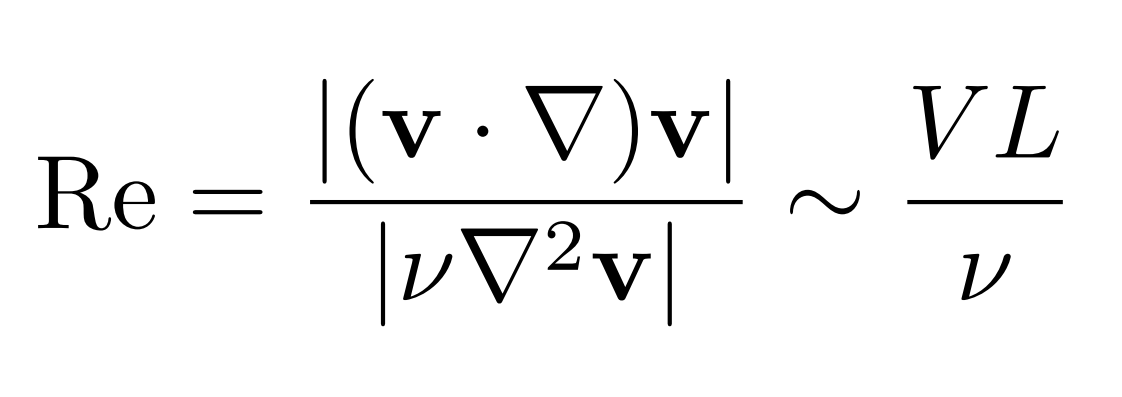 Re = |(𝐯 · ∇)𝐯| / |ν∇²𝐯| ∼ VL / ν